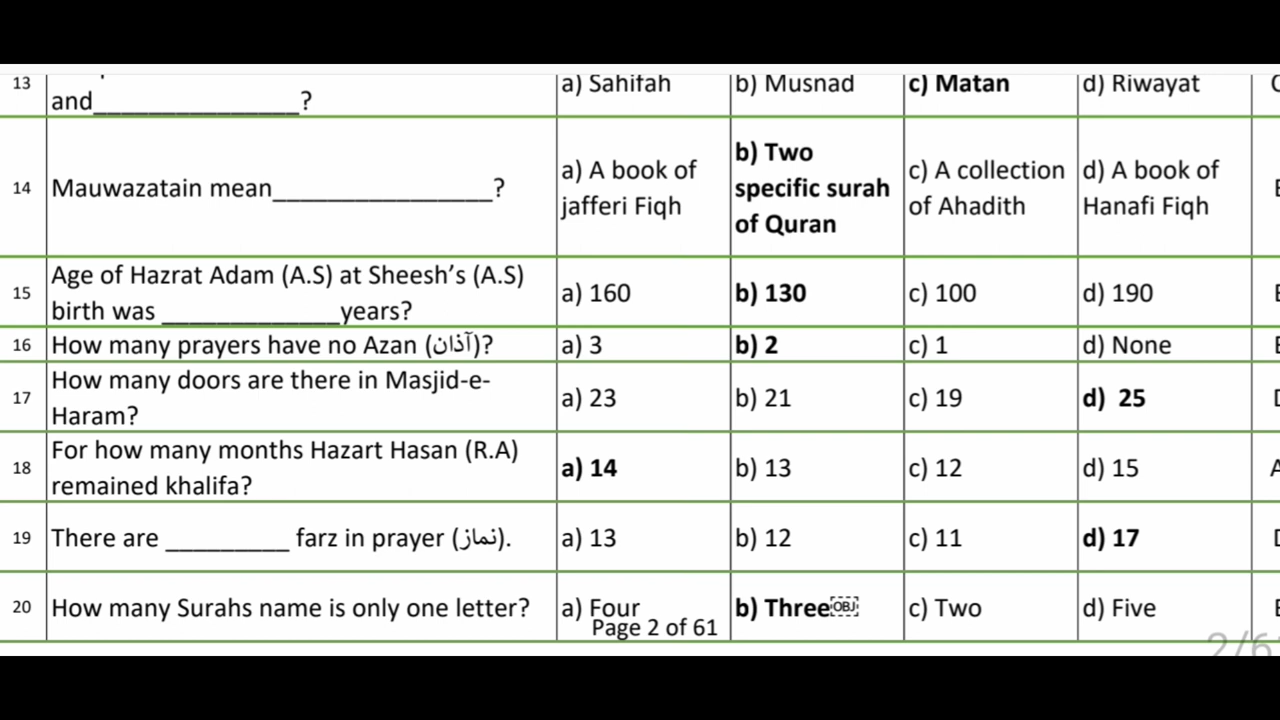 13 and_______________? a) Sahifah b) Musnad c) Matan d) Riwayat
14 Mauwazatain mean________________? a) A book of jafferi Fiqh b) Two specific surah of Quran c) A collection of Ahadith d) A book of Hanafi Fiqh
15 Age of Hazrat Adam (A.S) at Sheesh's (A.S) birth was _____________years? a) 160 b) 130 c) 100 d) 190
16 How many prayers have no Azan (آذان)? a) 3 b) 2 c) 1 d) None
17 How many doors are there in Masjid-e-Haram? a) 23 b) 21 c) 19 d) 25
18 For how many months Hazart Hasan (R.A) remained khalifa? a) 14 b) 13 c) 12 d) 15
19 There are _________ farz in prayer (نماز). a) 13 b) 12 c) 11 d) 17
20 How many Surahs name is only one letter? a) Four b) Three OBJ c) Two d) Five
Page 2 of 61